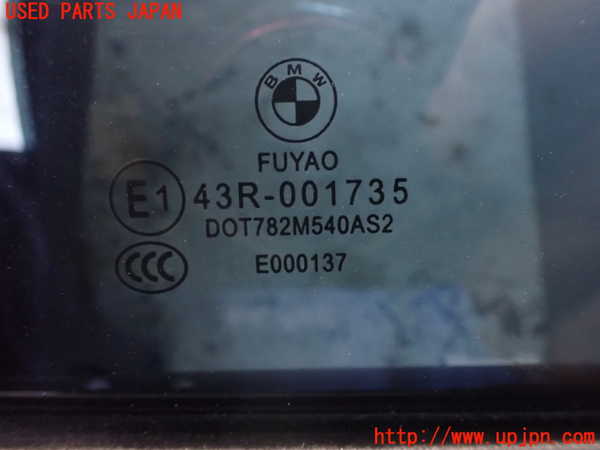 USED PARTS JAPAN
BMW
FUYAO
E1 43R-001735
DOT782M540AS2
CCC E000137
http://www.upjpn.com/